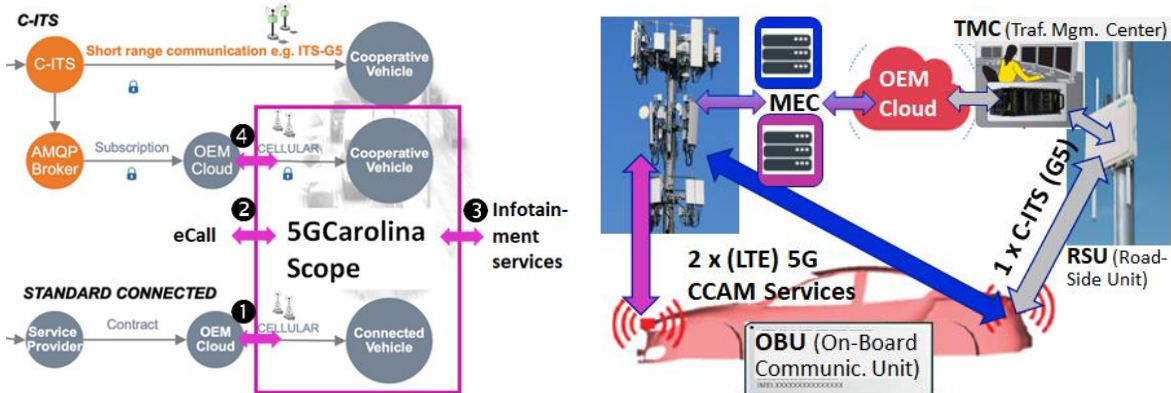 C-ITS
Short range communication e.g. ITS-G5
C-ITS
Cooperative
Vehicle
4
AMQP
Broker
Subscription
OEM
Cloud
CELLULAR
Cooperative
Vehicle
2
eCall
5GCarolina
Scope
3
Infotain-
ment
services
STANDARD CONNECTED
1
Service
Provider
Contract
OEM
Cloud
CELLULAR
Connected
Vehicle
TMC (Traf. Mgm. Center)
MEC
OEM
Cloud
1 x C-ITS (G5)
RSU (Road-
Side Unit)
2 x (LTE) 5G
CCAM Services
OBU (On-Board
Communic. Unit)